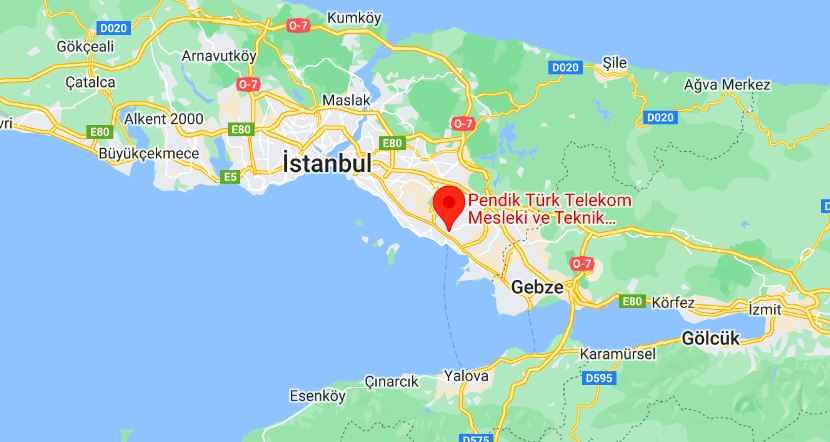 Kumköy
O-7
D020
Gökçeali
Arnavutköy
Şile
D020
Çatalca
O-7
Ağva Merkez
Maslak
Alkent 2000
O-7
D020
vri
E80
E80
E80
Büyükçekmece
İstanbul
E5
Pendik Türk Telekom
Mesleki ve Teknik...
O-7
Gebze
E80
Körfez
İzmit
Gölcük
Karamürsel
Yalova
Çınarcık
D595
Esenköy
D575